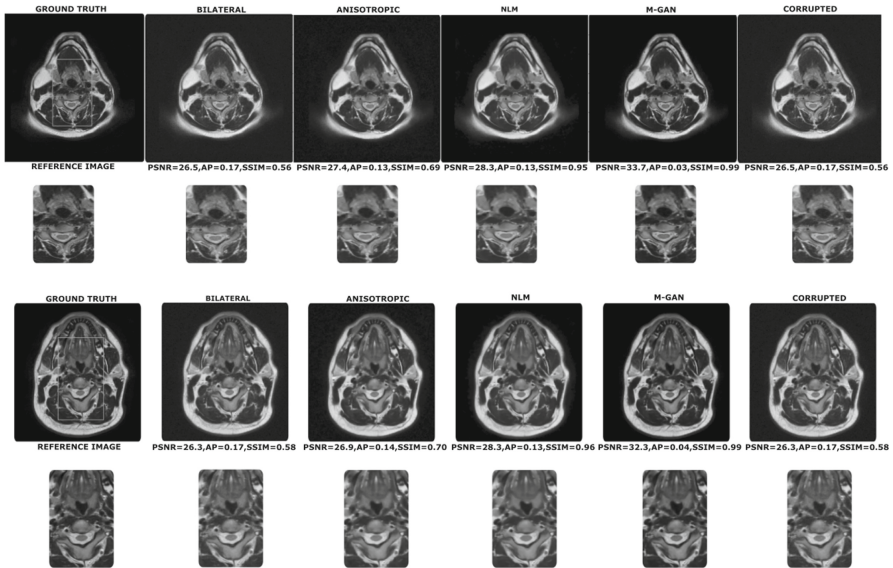 GROUND TRUTH BILATERAL ANISOTROPIC NLM M-GAN CORRUPTED
REFERENCE IMAGE PSNR=26.5,AP=0.17,SSIM=0.56 PSNR=27.4,AP=0.13,SSIM=0.69 PSNR=28.3,AP=0.13,SSIM=0.95 PSNR=33.7,AP=0.03,SSIM=0.99 PSNR=26.5,AP=0.17,SSIM=0.56
GROUND TRUTH BILATERAL ANISOTROPIC NLM M-GAN CORRUPTED
REFERENCE IMAGE PSNR=26.3,AP=0.17,SSIM=0.58 PSNR=26.9,AP=0.14,SSIM=0.70 PSNR=28.3,AP=0.13,SSIM=0.96 PSNR=32.3,AP=0.04,SSIM=0.99 PSNR=26.3,AP=0.17,SSIM=0.58